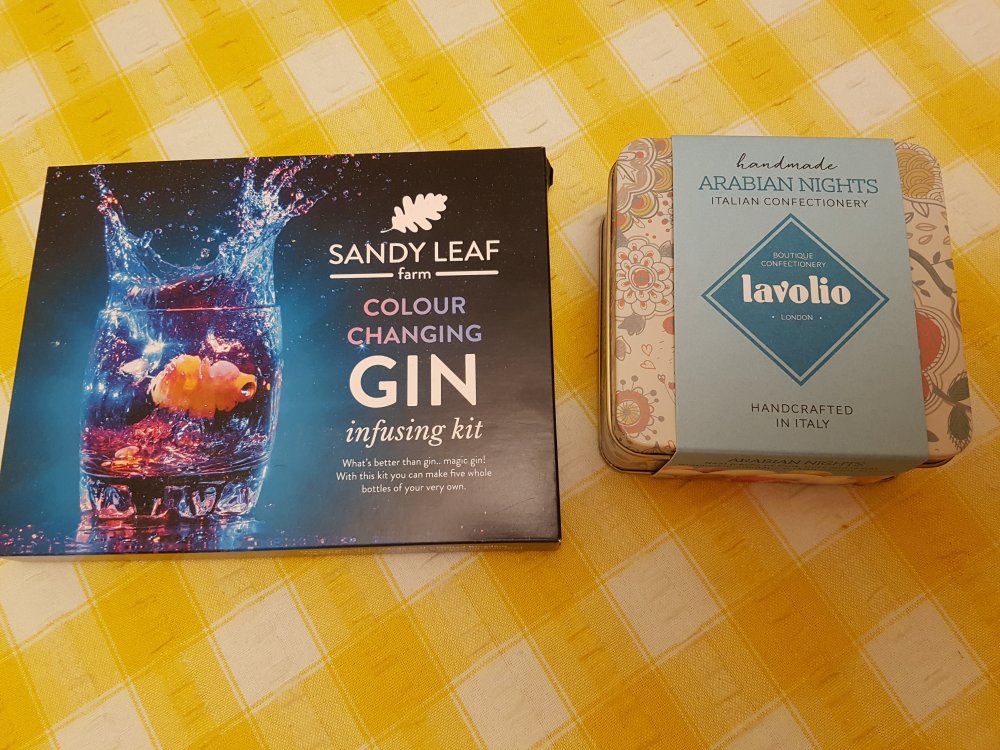 SANDY LEAF
farm
COLOUR
CHANGING
GIN
infusing kit
What's better than gin.. magic gin!
With this kit you can make five whole
bottles of your very own.
handmade
ARABIAN NIGHTS
ITALIAN CONFECTIONERY
BOUTIQUE
CONFECTIONERY
lavolio
• LONDON •
HANDCRAFTED
IN ITALY
ARABIAN NIGHTS